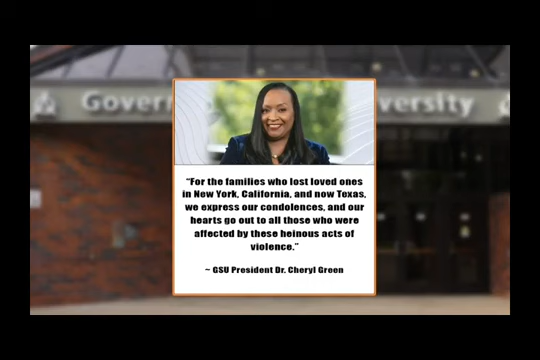 Govern
versity
“For the families who lost loved ones
in New York, California, and now Texas,
we express our condolences, and our
hearts go out to all those who were
affected by these heinous acts of
violence.”
~ GSU President Dr. Cheryl Green